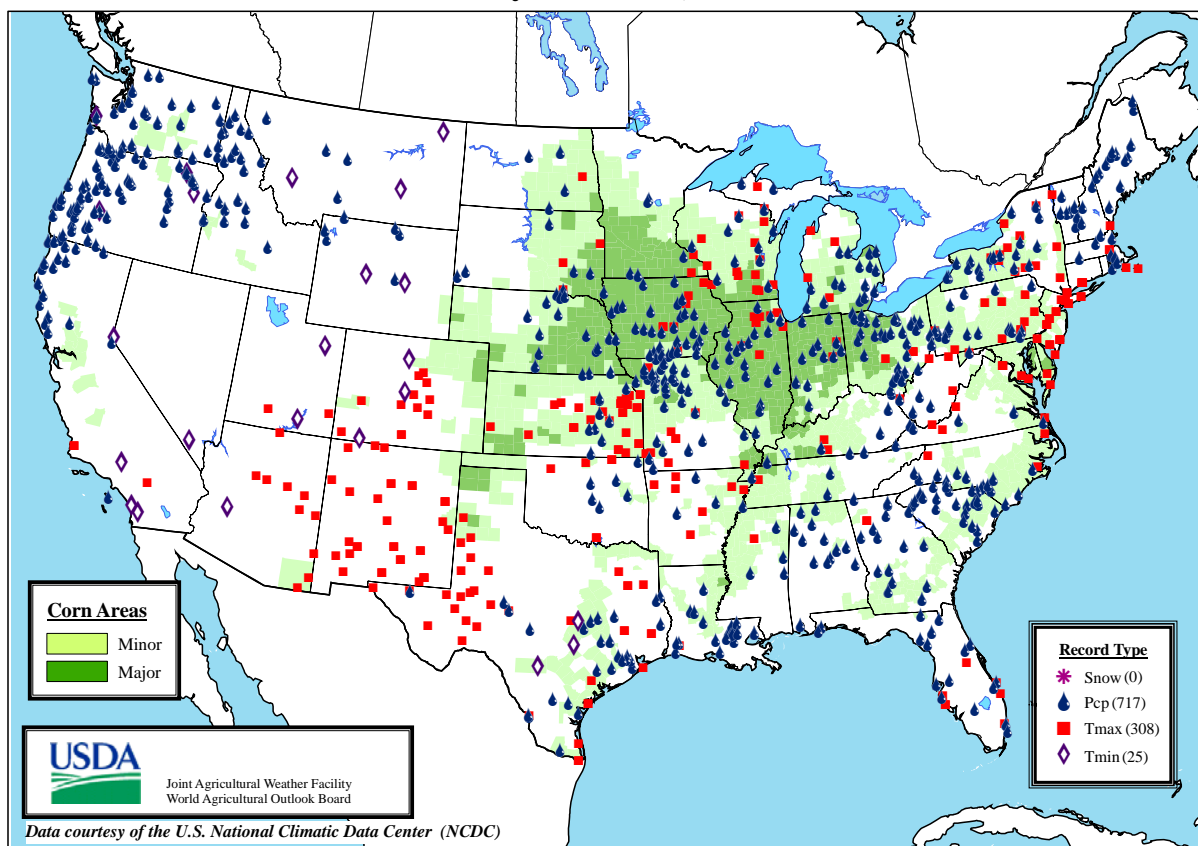 Corn Areas
Minor
Major
Record Type
Snow (0)
Pcp (717)
Tmax (308)
Tmin (25)
USDA
Joint Agricultural Weather Facility
World Agricultural Outlook Board
Data courtesy of the U.S. National Climatic Data Center (NCDC)